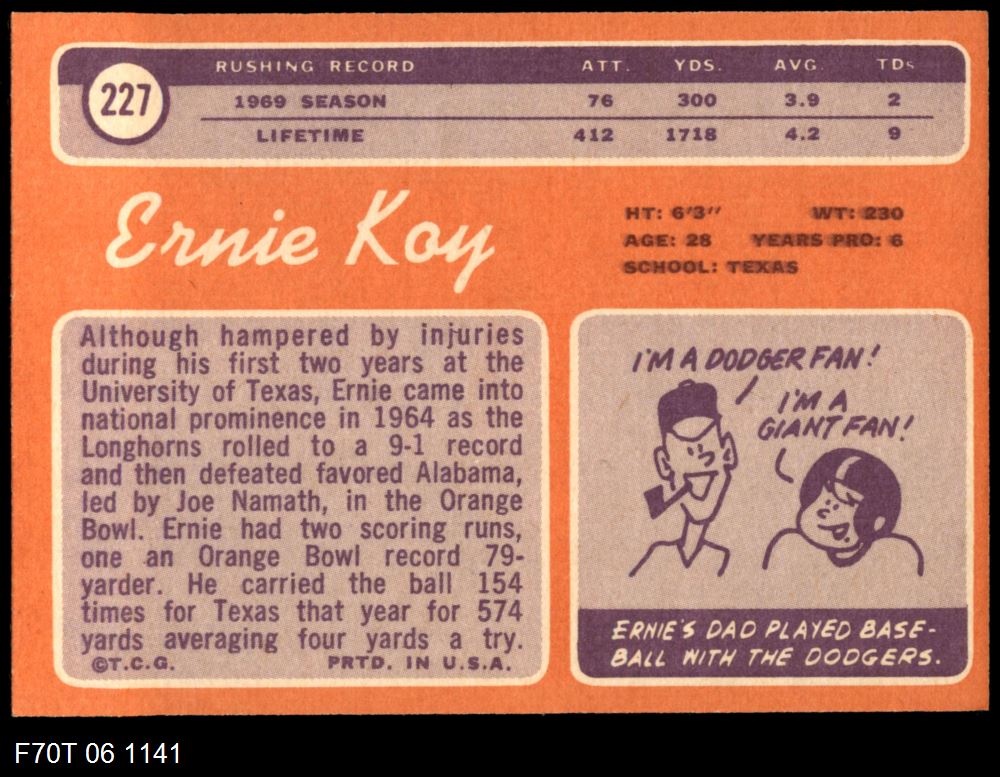 227
RUSHING RECORD ATT. YDS. AVG. TDs
1969 SEASON 76 300 3.9 2
LIFETIME 412 1718 4.2 9
Ernie Koy
HT: 6'3" WT: 230
AGE: 28 YEARS PRO: 6
SCHOOL: TEXAS
Although hampered by injuries
during his first two years at the
University of Texas, Ernie came into
national prominence in 1964 as the
Longhorns rolled to a 9-1 record
and then defeated favored Alabama,
led by Joe Namath, in the Orange
Bowl. Ernie had two scoring runs,
one an Orange Bowl record 79-
yarder. He carried the ball 154
times for Texas that year for 574
yards averaging four yards a try.
©T.C.G. PRTD. IN U.S.A.
I'M A DODGER FAN!
I'M A
GIANT FAN!
ERNIE'S DAD PLAYED BASE-
BALL WITH THE DODGERS.
F70T 06 1141